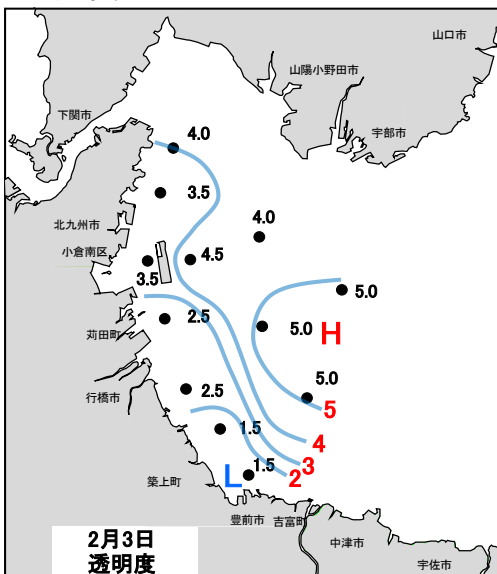 山口市
山陽小野田市
下関市
宇部市
4.0
3.5
北九州市
4.0
小倉南区
4.5
3.5
5.0
2.5
5.0
H
苅田町
5.0
2.5
行橋市
5
1.5
4
1.5
3
築上町
L
2
豊前市
吉富町
中津市
2月3日
透明度
宇佐市